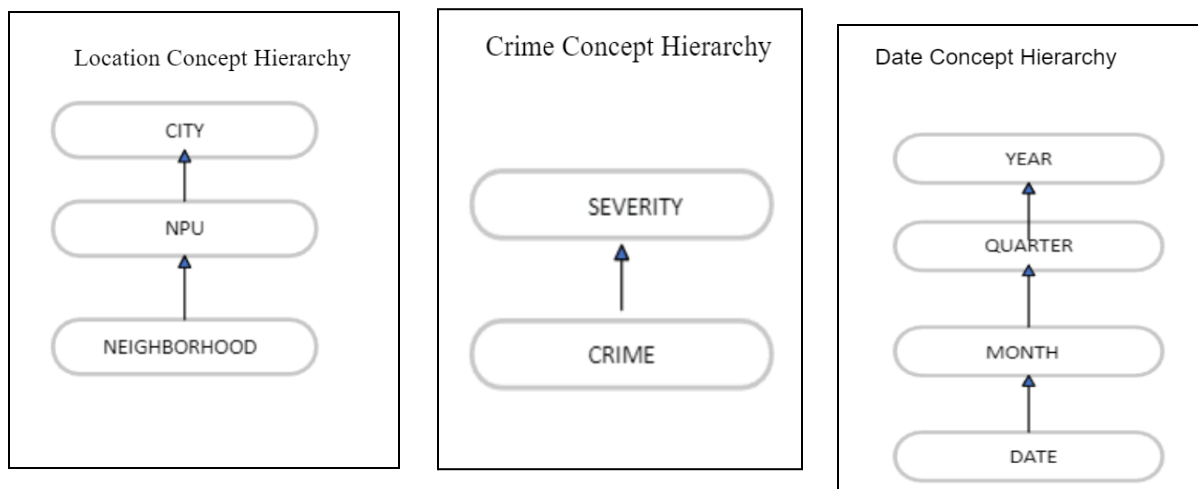 Location Concept Hierarchy
CITY
NPU
NEIGHBORHOOD
Crime Concept Hierarchy
SEVERITY
CRIME
Date Concept Hierarchy
YEAR
QUARTER
MONTH
DATE